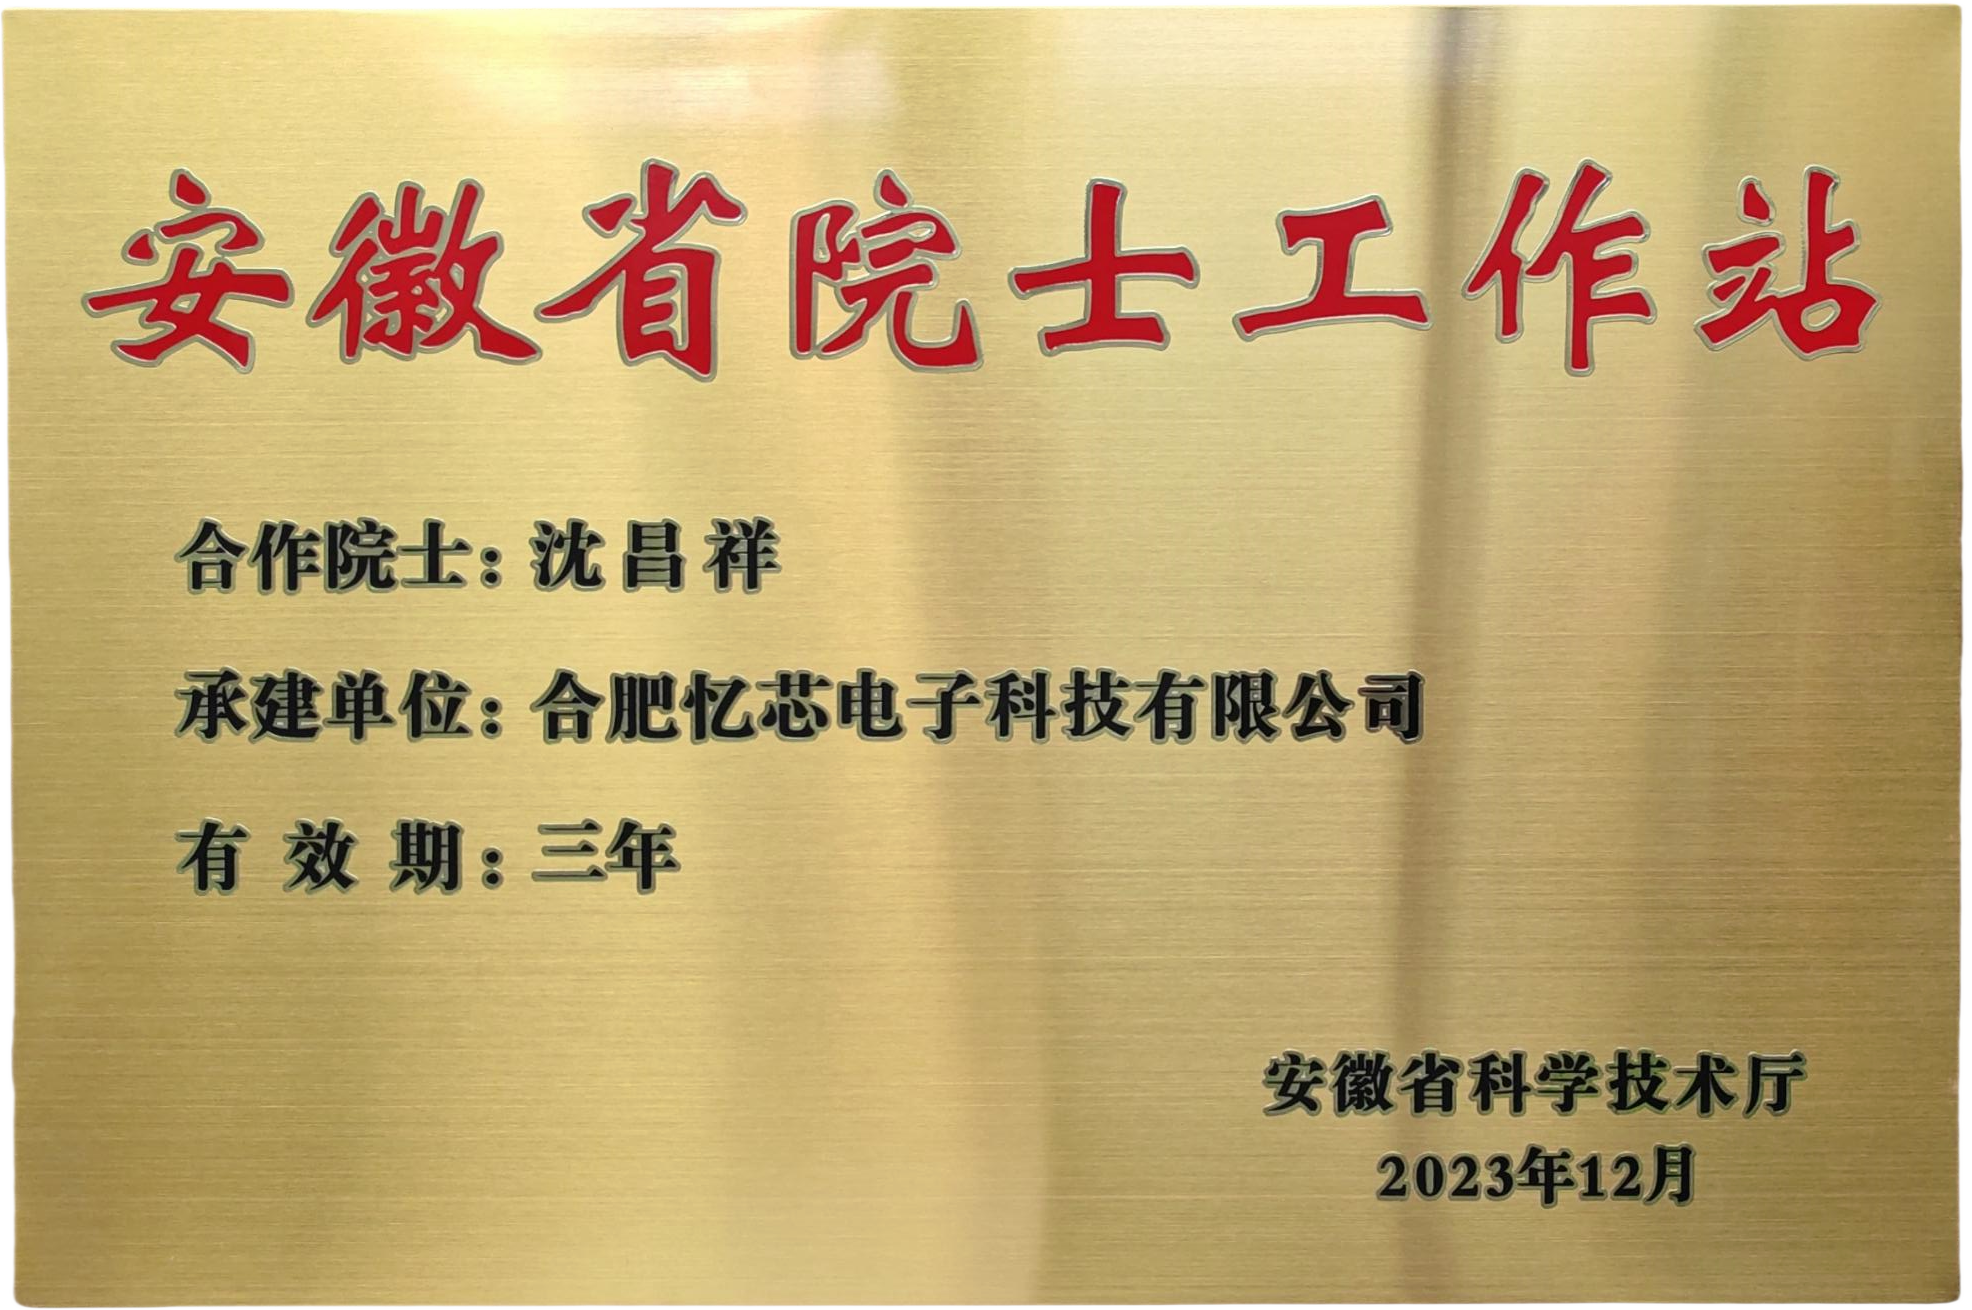 安徽省院士工作站
合作院士：沈昌祥
承建单位：合肥忆芯电子科技有限公司
有效期：三年
安徽省科学技术厅
2023年12月